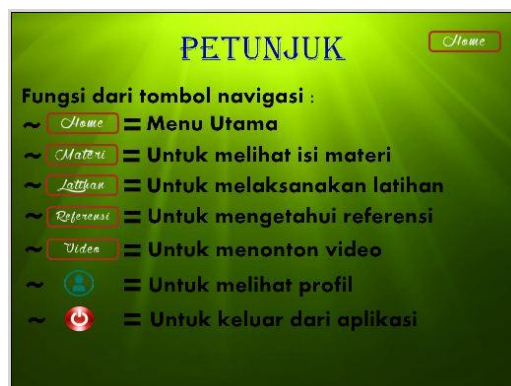 PETUNJUK
Home
Fungsi dari tombol navigasi :
~ Home = Menu Utama
~ Materi = Untuk melihat isi materi
~ Latihan = Untuk melaksanakan latihan
~ Referensi = Untuk mengetahui referensi
~ Video = Untuk menonton video
~ = Untuk melihat profil
~ = Untuk keluar dari aplikasi